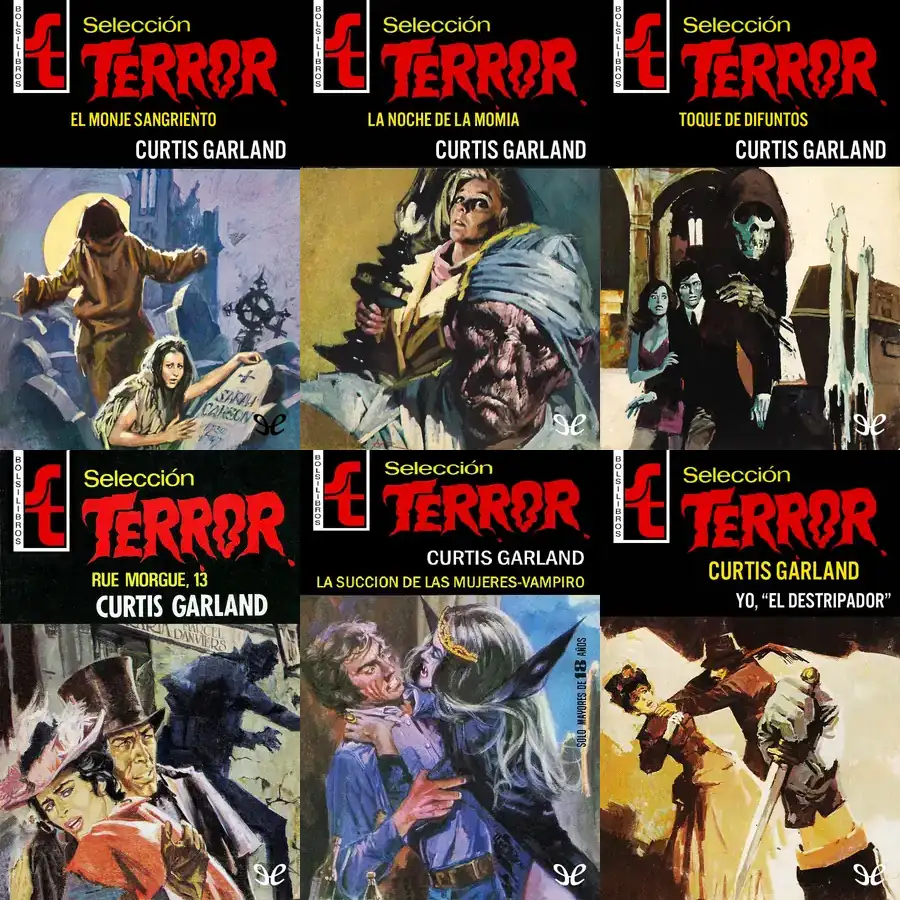 BOLSILIBROS
Selección
TERROR
EL MONJE SANGRIENTO
CURTIS GARLAND
SARAH
CARSON
BOLSILIBROS
Selección
TERROR
LA NOCHE DE LA MOMIA
CURTIS GARLAND
BOLSILIBROS
Selección
TERROR
TOQUE DE DIFUNTOS
CURTIS GARLAND
BOLSILIBROS
Selección
TERROR
RUE MORGUE, 13
CURTIS GARLAND
MARCEL
DANVIERS
BOLSILIBROS
Selección
TERROR
CURTIS GARLAND
LA SUCCION DE LAS MUJERES-VAMPIRO
SOLO MAYORES DE 18 AÑOS
BOLSILIBROS
Selección
TERROR
CURTIS GARLAND
YO, “EL DESTRIPADOR”